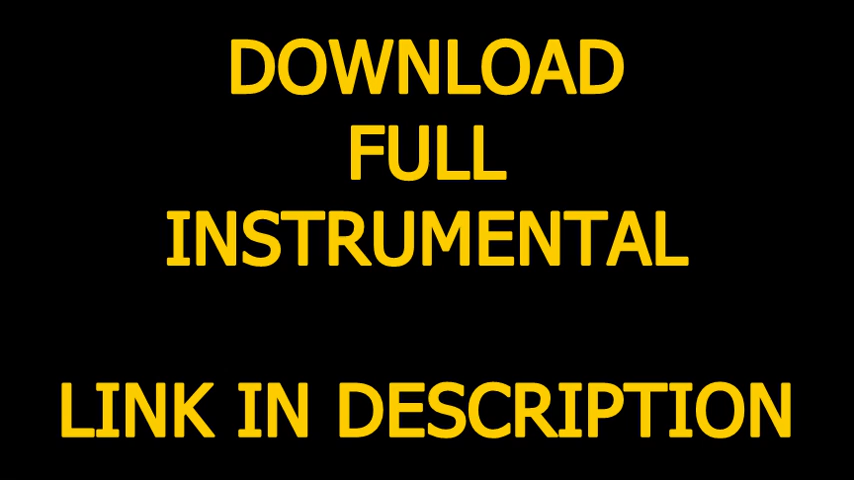 DOWNLOAD
FULL
INSTRUMENTAL
LINK IN DESCRIPTION